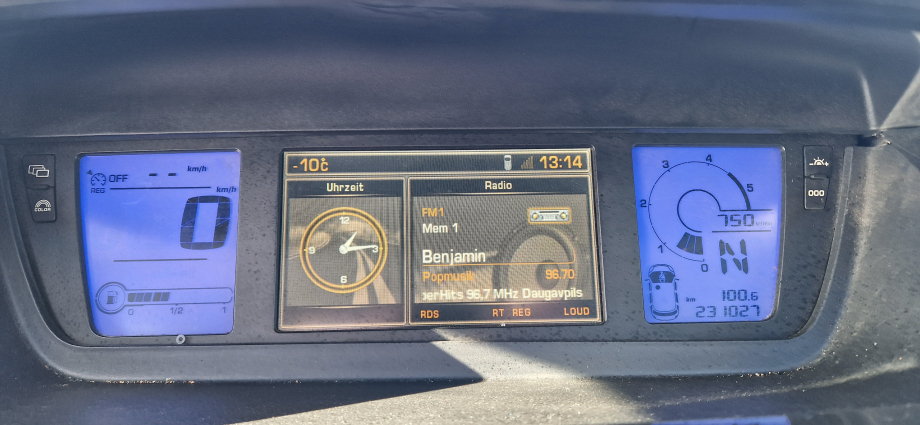 COLOR
REG OFF -- km/h
km/h
0
0 1/2 1
-10°C 13:14
Uhrzeit
12
9 3
6
Radio
FM1
Mem 1
Benjamin
Popmusik 96.70
erHits 96,7 MHz Daugavpils
RDS RT REG LOUD
3 4
2 5
1 0
750
N
km 100.6
231027
000